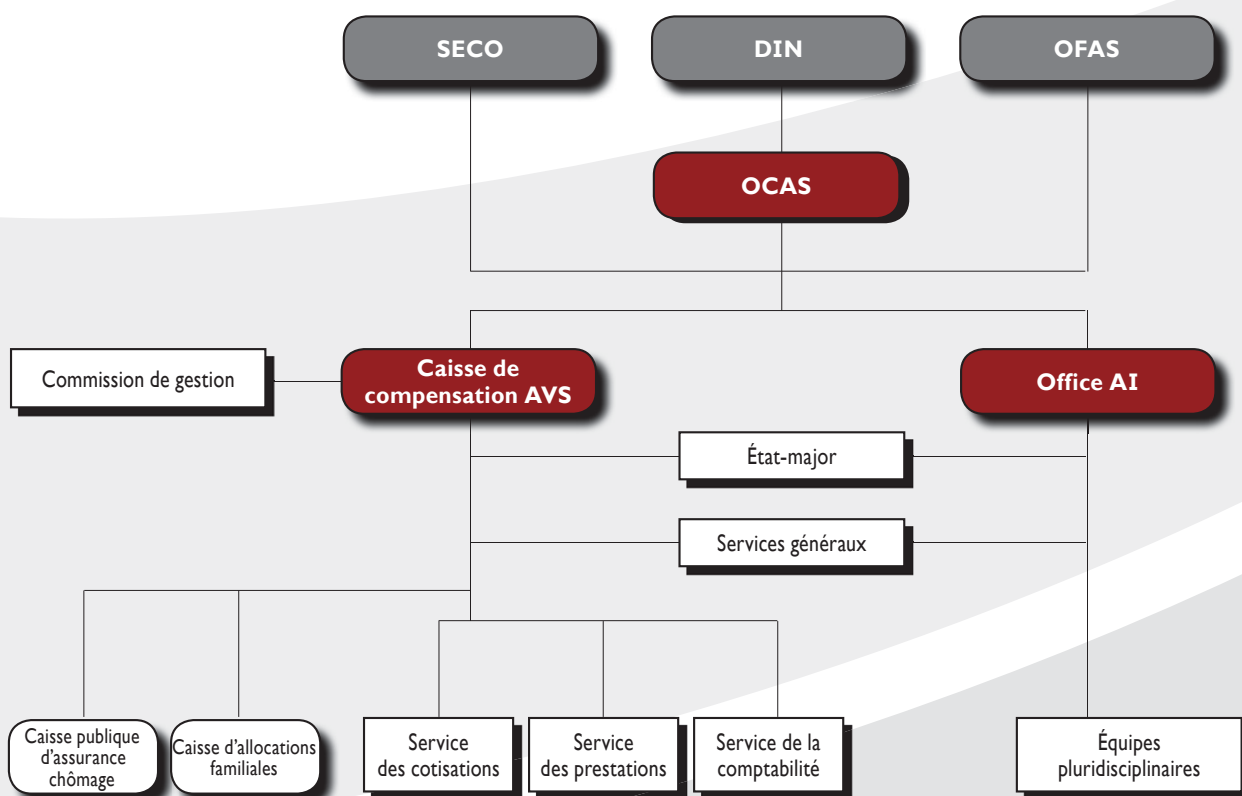 SECO
DIN
OFAS
OCAS
Commission de gestion
Caisse de
compensation AVS
Office AI
État-major
Services généraux
Caisse publique
d'assurance
chômage
Caisse d'allocations
familiales
Service
des cotisations
Service
des prestations
Service de la
comptabilité
Équipes
pluridisciplinaires